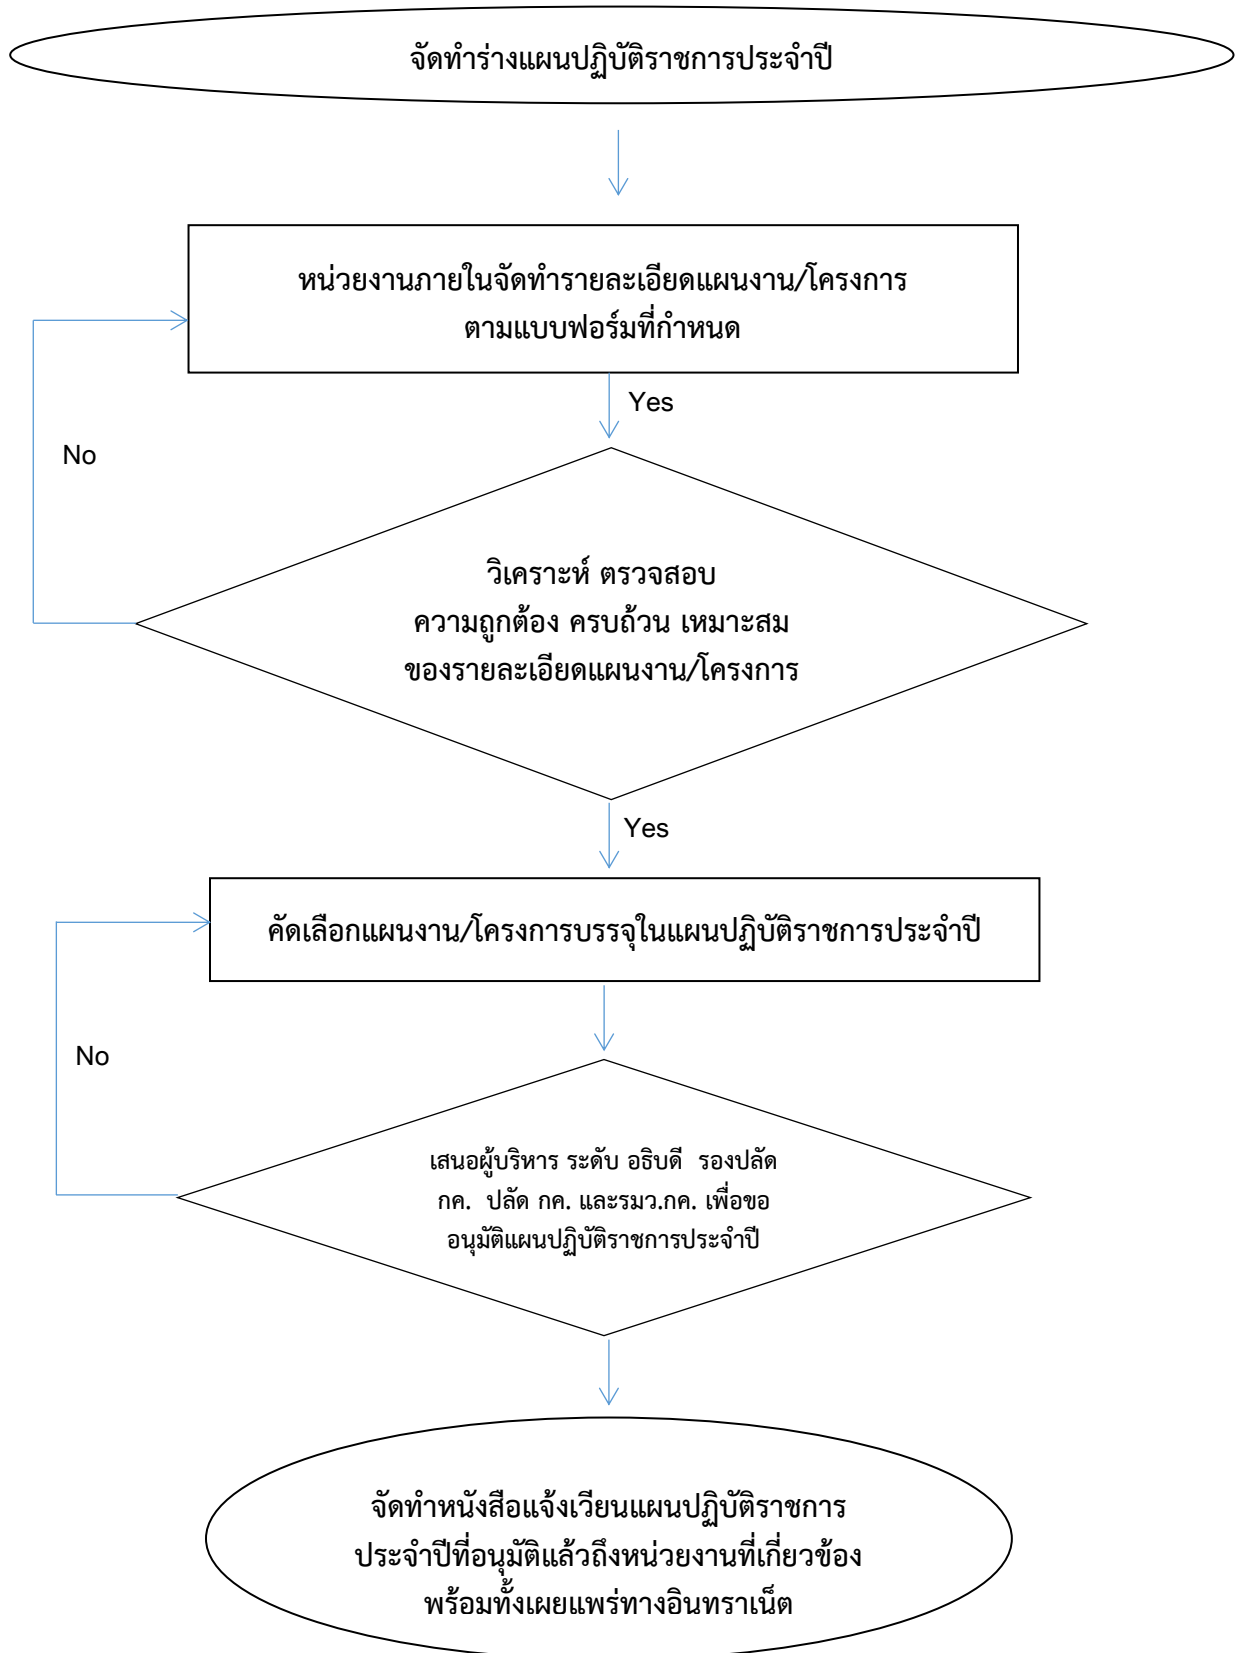 จัดทำร่างแผนปฏิบัติราชการประจำปี
หน่วยงานภายในจัดทำรายละเอียดแผนงาน/โครงการ
ตามแบบฟอร์มที่กำหนด
Yes
No
วิเคราะห์ ตรวจสอบ
ความถูกต้อง ครบถ้วน เหมาะสม
ของรายละเอียดแผนงาน/โครงการ
Yes
คัดเลือกแผนงาน/โครงการบรรจุในแผนปฏิบัติราชการประจำปี
No
เสนอผู้บริหาร ระดับ อธิบดี รองปลัด
กค. ปลัด กค. และรมว.กค. เพื่อขอ
อนุมัติแผนปฏิบัติราชการประจำปี
จัดทำหนังสือแจ้งเวียนแผนปฏิบัติราชการ
ประจำปีที่อนุมัติแล้วถึงหน่วยงานที่เกี่ยวข้อง
พร้อมทั้งเผยแพร่ทางอินทราเน็ต